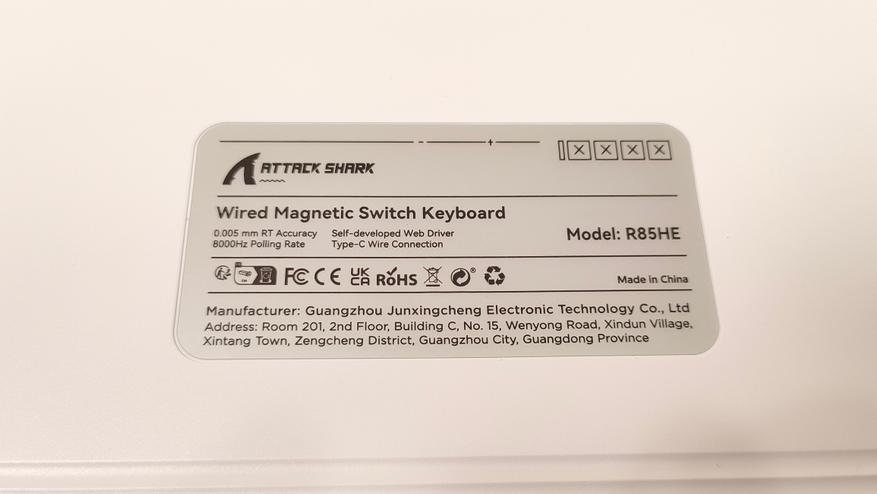 ATTACK SHARK
Wired Magnetic Switch Keyboard
0.005 mm RT Accuracy Self-developed Web Driver
8000Hz Polling Rate Type-C Wire Connection
Model: R85HE
FC CE UK CA RoHS
Made in China
Manufacturer: Guangzhou Junxingcheng Electronic Technology Co., Ltd
Address: Room 201, 2nd Floor, Building C, No. 15, Wenyong Road, Xindun Village,
Xintang Town, Zengcheng District, Guangzhou City, Guangdong Province